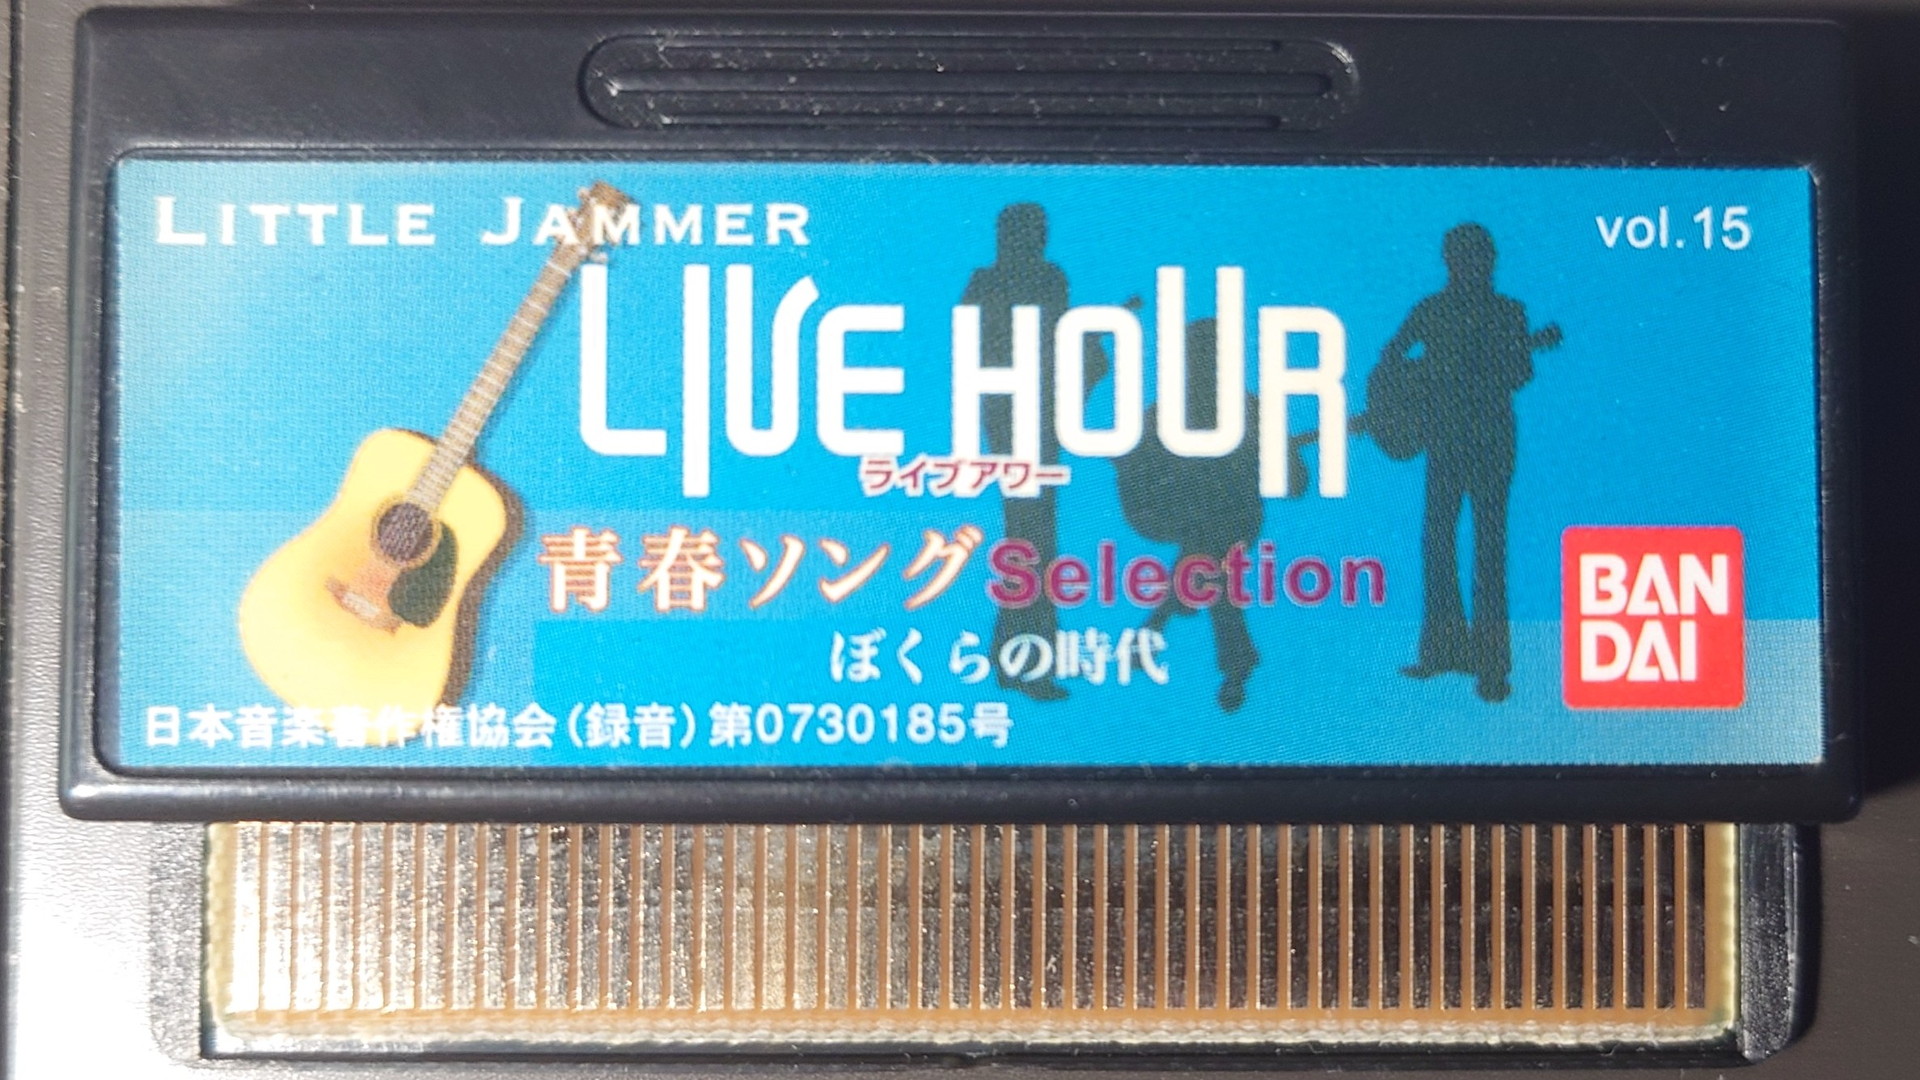 LITTLE JAMMER
vol.15
LIVE HOUR
ライブアワー
青春ソングSelection
ぼくらの時代
BAN
DAI
日本音楽著作権協会(録音)第0730185号